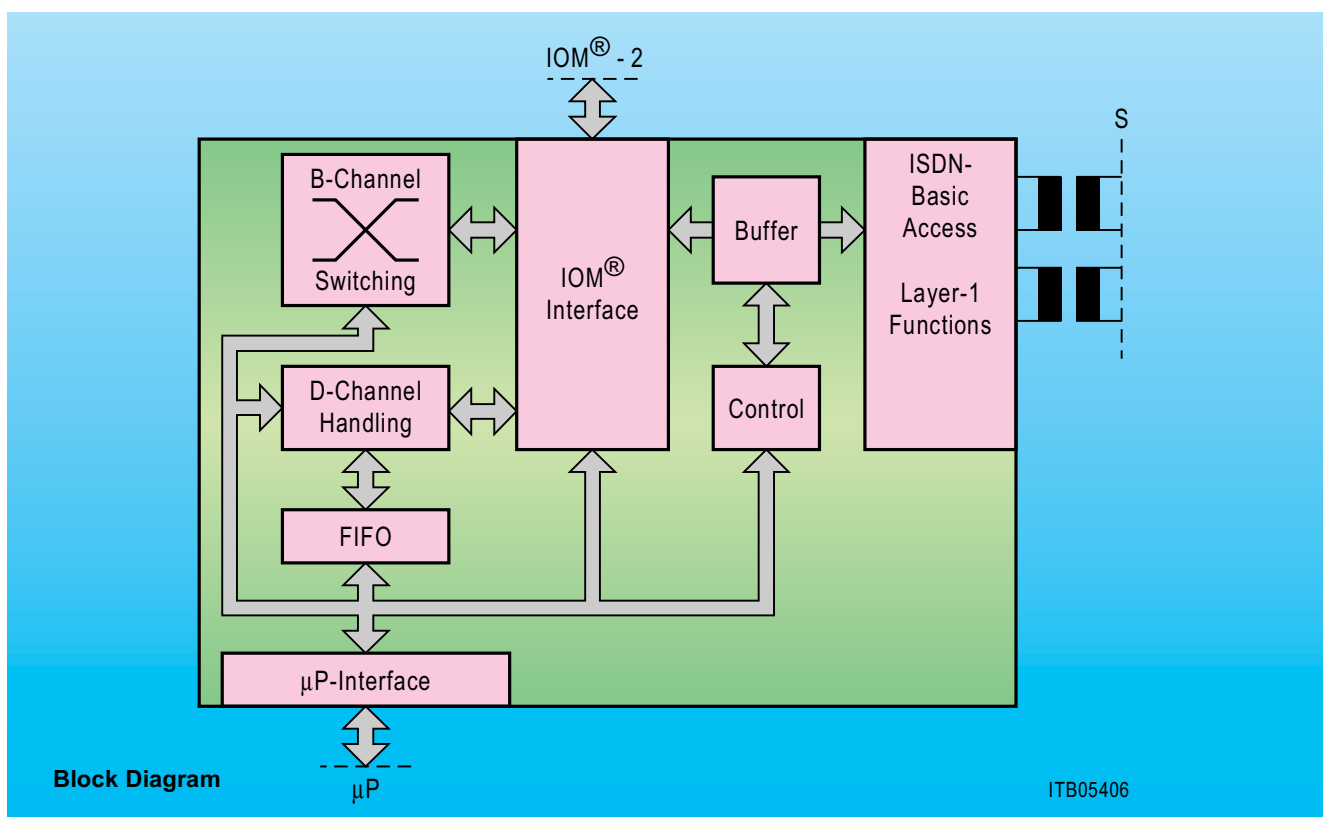 IOM® - 2
S
B-Channel
Switching
IOM®
Interface
Buffer
ISDN-
Basic
Access
Layer-1
Functions
D-Channel
Handling
Control
FIFO
µP-Interface
µP
Block Diagram
ITB05406